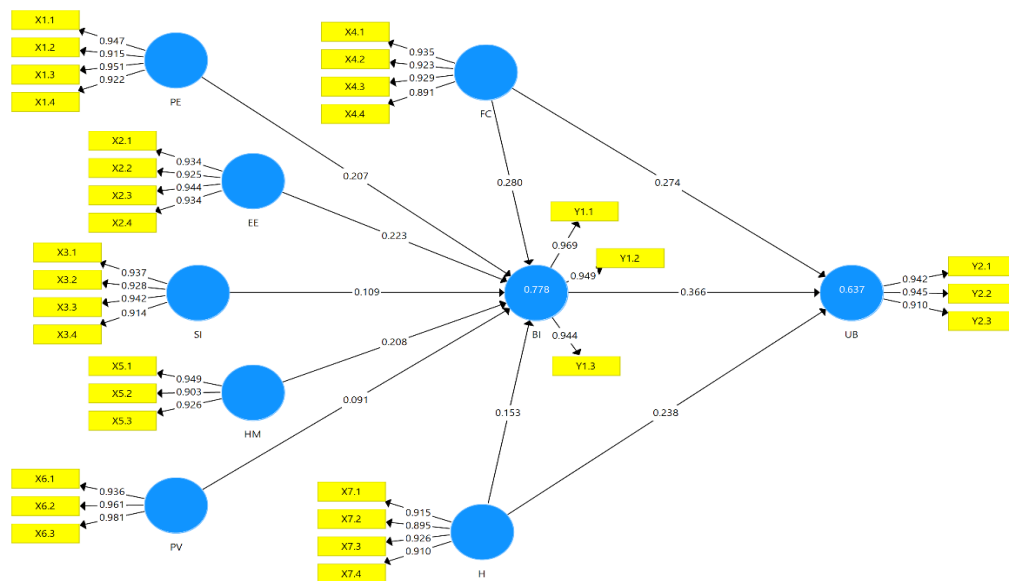 X1.1
X1.2
X1.3
X1.4
0.947
0.915
0.951
0.922
PE
X4.1
X4.2
X4.3
X4.4
0.935
0.923
0.929
0.891
FC
X2.1
X2.2
X2.3
X2.4
0.934
0.925
0.944
0.934
EE
0.207
0.280
0.274
0.223
X3.1
X3.2
X3.3
X3.4
0.937
0.928
0.942
0.914
SI
0.109
Y1.1
Y1.2
Y1.3
0.969
0.949
0.944
0.778
BI
0.366
0.637
UB
0.942
0.945
0.910
Y2.1
Y2.2
Y2.3
X5.1
X5.2
X5.3
0.949
0.903
0.926
HM
0.208
0.091
0.153
0.238
X6.1
X6.2
X6.3
0.936
0.961
0.981
PV
X7.1
X7.2
X7.3
X7.4
0.915
0.895
0.926
0.910
H